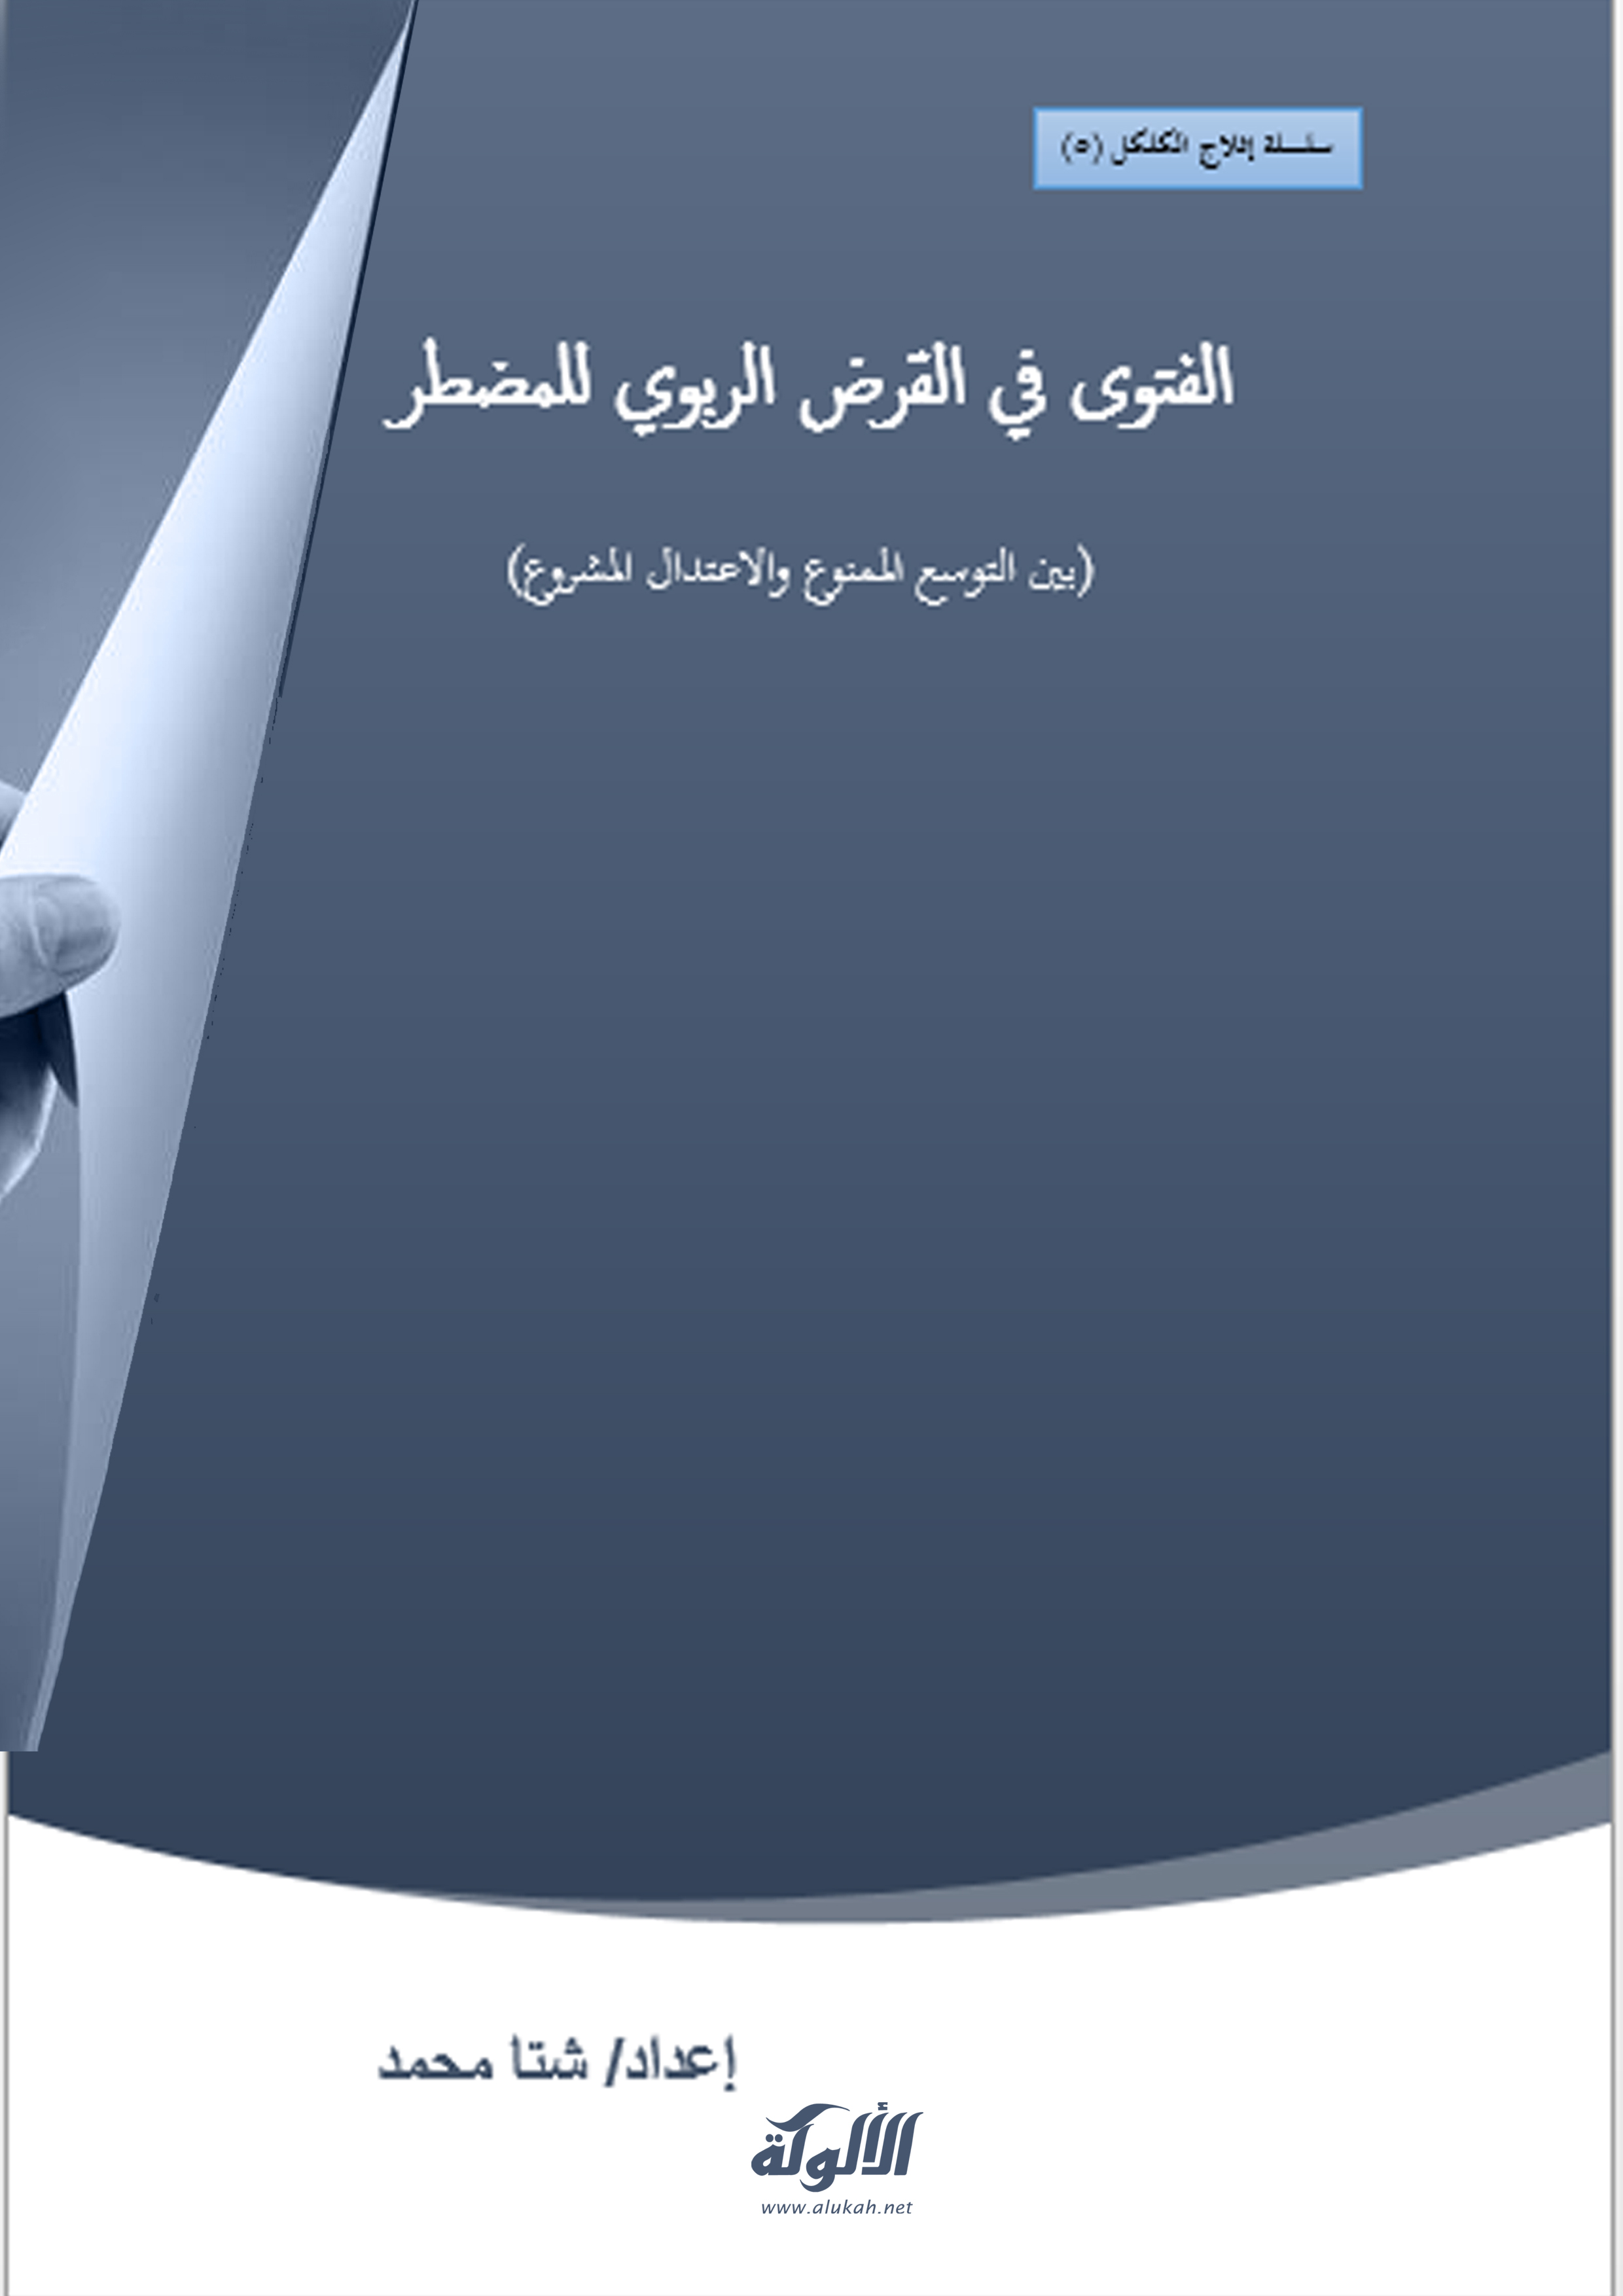 سلسلة إثلاج الكلكل (٥)
الفتوى في القرض الربوي للمضطر
(بين التوسع الممنوع والاعتدال المشروع)
إعداد/ شتا محمد
الألوكة
www.alukah.net